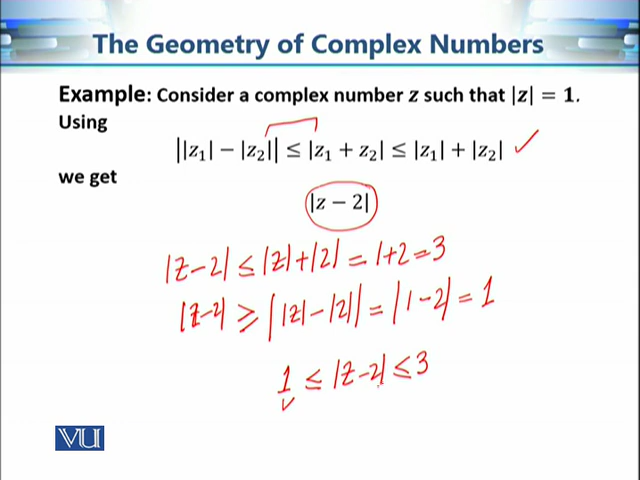 The Geometry of Complex Numbers
Example: Consider a complex number z such that |z| = 1.
Using
||z₁| − |z₂|| ≤ |z₁ + z₂| ≤ |z₁| + |z₂| ✓
we get
|z − 2|
|z−2| ≤ |z|+|2| = 1+2 = 3
|z−2| ≥ ||z|−|2|| = |1−2| = 1
1 ≤ |z−2| ≤ 3
VU